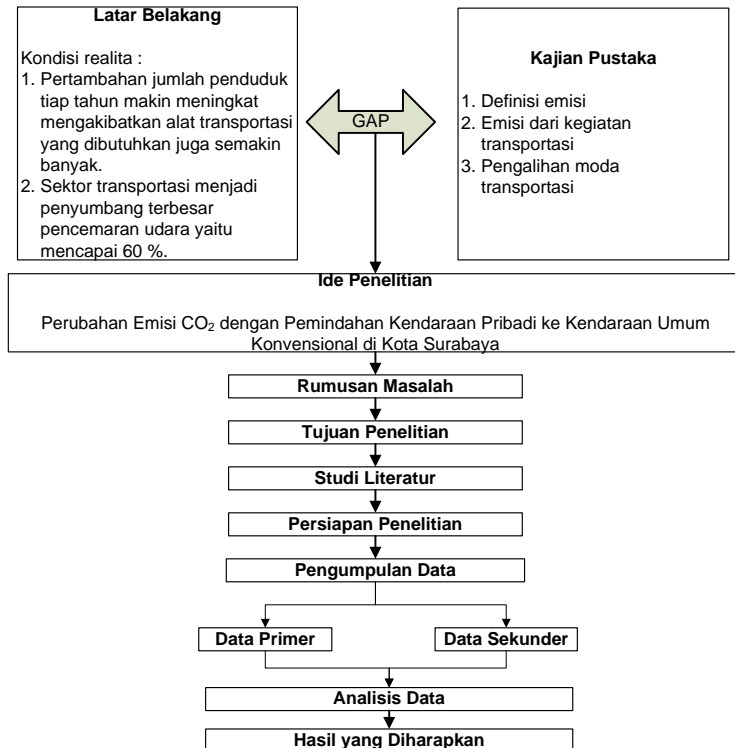 Latar Belakang
Kondisi realita :
1. Pertambahan jumlah penduduk
tiap tahun makin meningkat
mengakibatkan alat transportasi
yang dibutuhkan juga semakin
banyak.
2. Sektor transportasi menjadi
penyumbang terbesar
pencemaran udara yaitu
mencapai 60 %.
GAP
Kajian Pustaka
1. Definisi emisi
2. Emisi dari kegiatan
transportasi
3. Pengalihan moda
transportasi
Ide Penelitian
Perubahan Emisi CO₂ dengan Pemindahan Kendaraan Pribadi ke Kendaraan Umum
Konvensional di Kota Surabaya
Rumusan Masalah
Tujuan Penelitian
Studi Literatur
Persiapan Penelitian
Pengumpulan Data
Data Primer
Data Sekunder
Analisis Data
Hasil yang Diharapkan